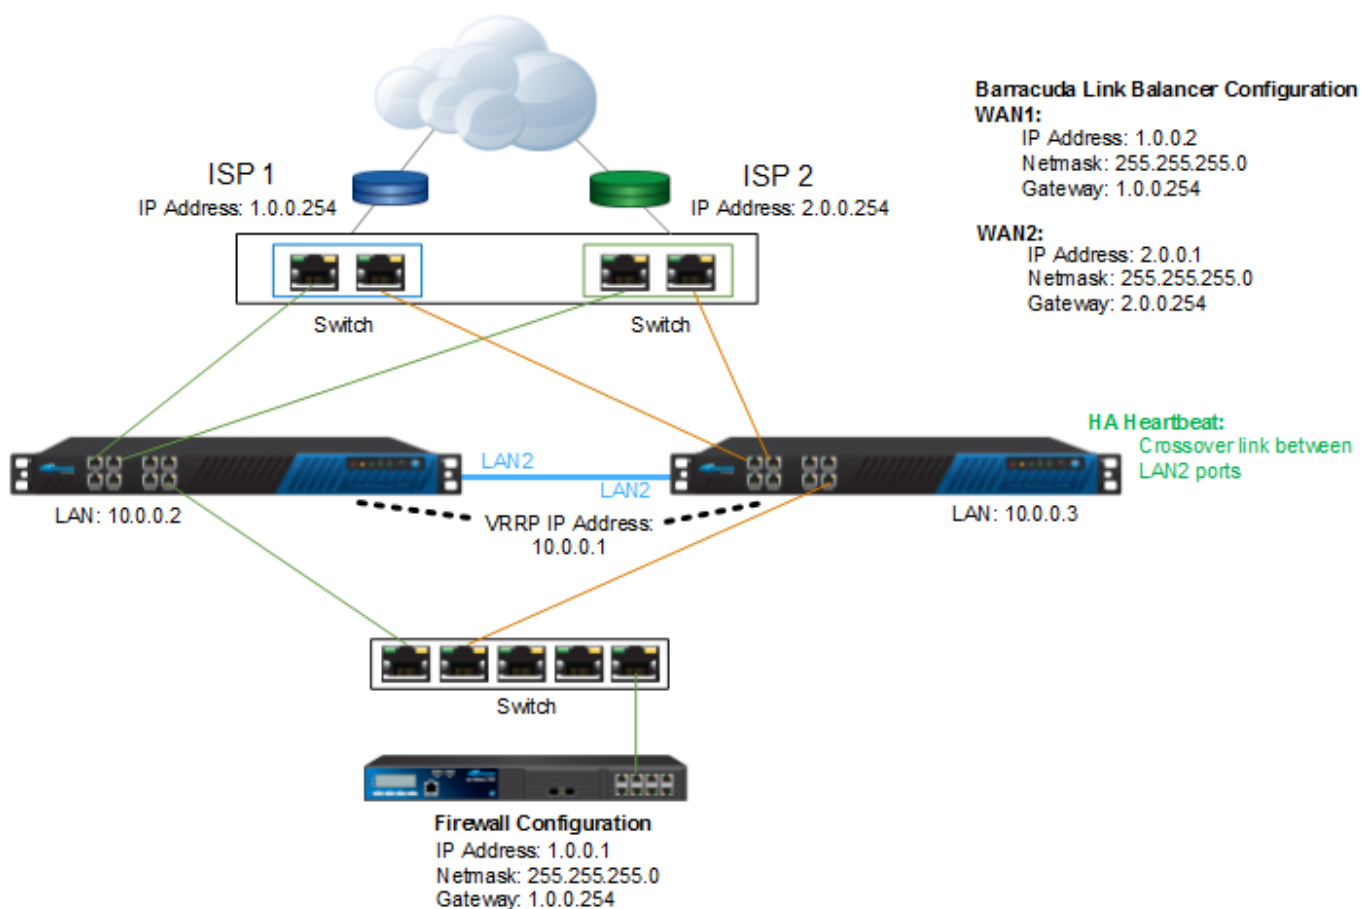 Barracuda Link Balancer Configuration
WAN1:
IP Address: 1.0.0.2
Netmask: 255.255.255.0
Gateway: 1.0.0.254
WAN2:
IP Address: 2.0.0.1
Netmask: 255.255.255.0
Gateway: 2.0.0.254
ISP 1
IP Address: 1.0.0.254
ISP 2
IP Address: 2.0.0.254
Switch
Switch
HA Heartbeat:
Crossover link between
LAN2 ports
LAN2
LAN2
LAN: 10.0.0.2
VRRP IP Address:
10.0.0.1
LAN: 10.0.0.3
Switch
Firewall Configuration
IP Address: 1.0.0.1
Netmask: 255.255.255.0
Gateway: 1.0.0.254